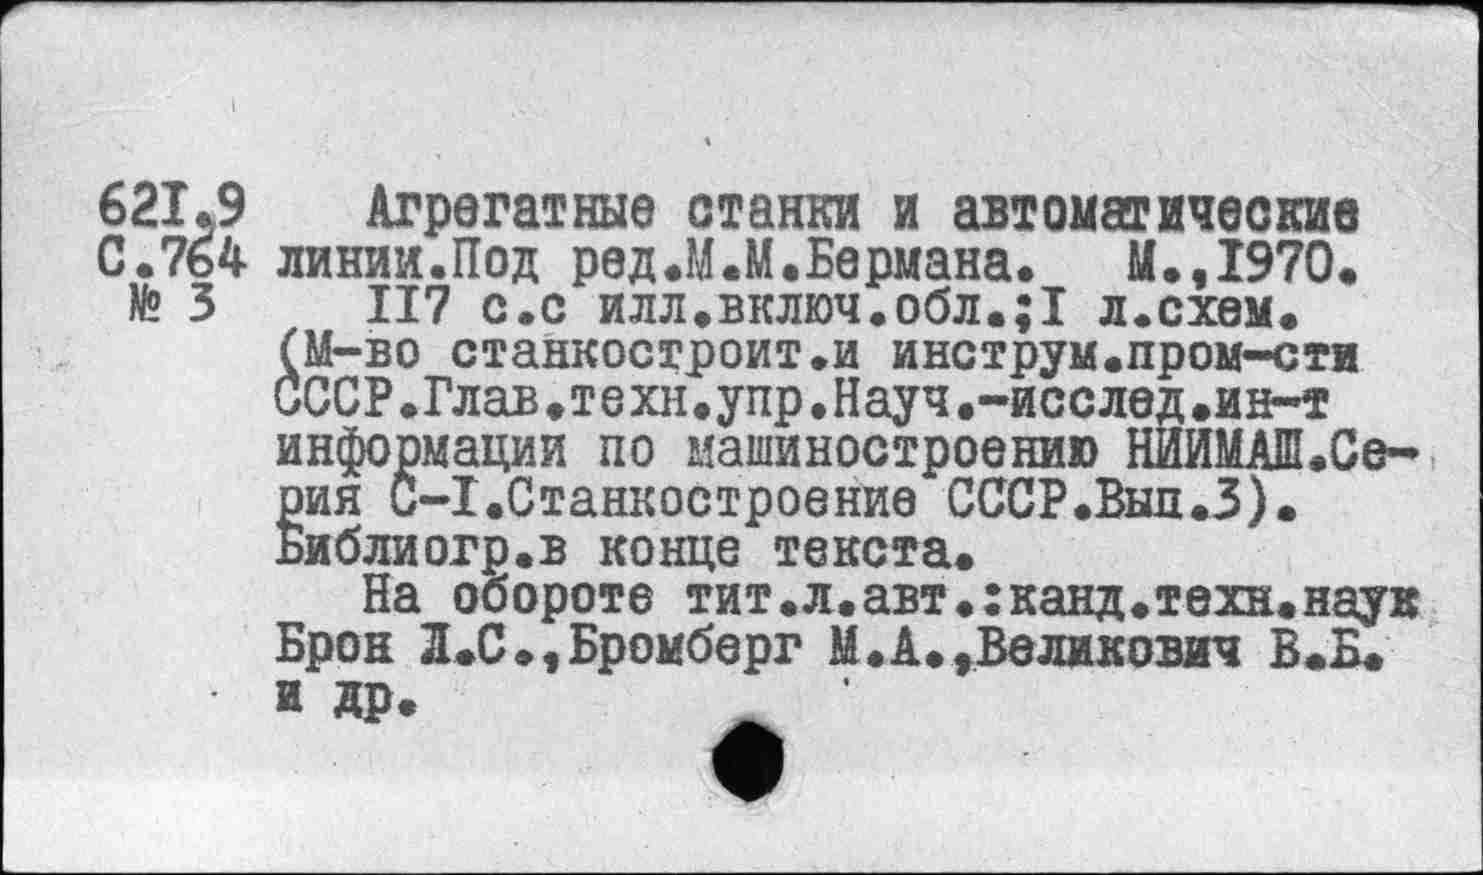 621.9 Агрегатные станки и автоматические
С.764 линии.Под ред.М.М.Бермана. М.,1970.
№ 3 117 с.с илл.включ.обл.;1 л.схем.
(М-во станкостроит.и инструм.пром-сти
СССР.Глав.техн.упр.Науч.-исслед.ин-т
информации по машиностроению НИИМАШ.Се-
рия С-1.Станкостроение СССР.Вып.3).
Библиогр.в конце текста.
На обороте тит.л.авт.:канд.техн.наук
Брон Л.С.,Бромберг М.А.,Великович В.Б.
и др.